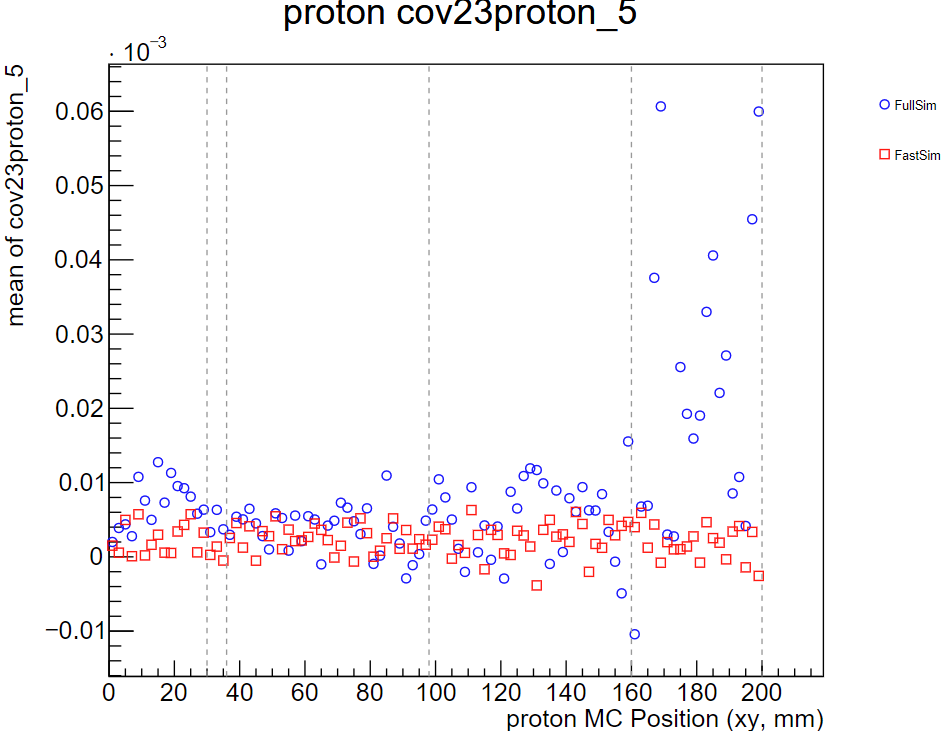 proton cov23proton_5
· 10−3
mean of cov23proton_5
0.06
0.05
0.04
0.03
0.02
0.01
0
−0.01
0 20 40 60 80 100 120 140 160 180 200
proton MC Position (xy, mm)
FullSim
FastSim